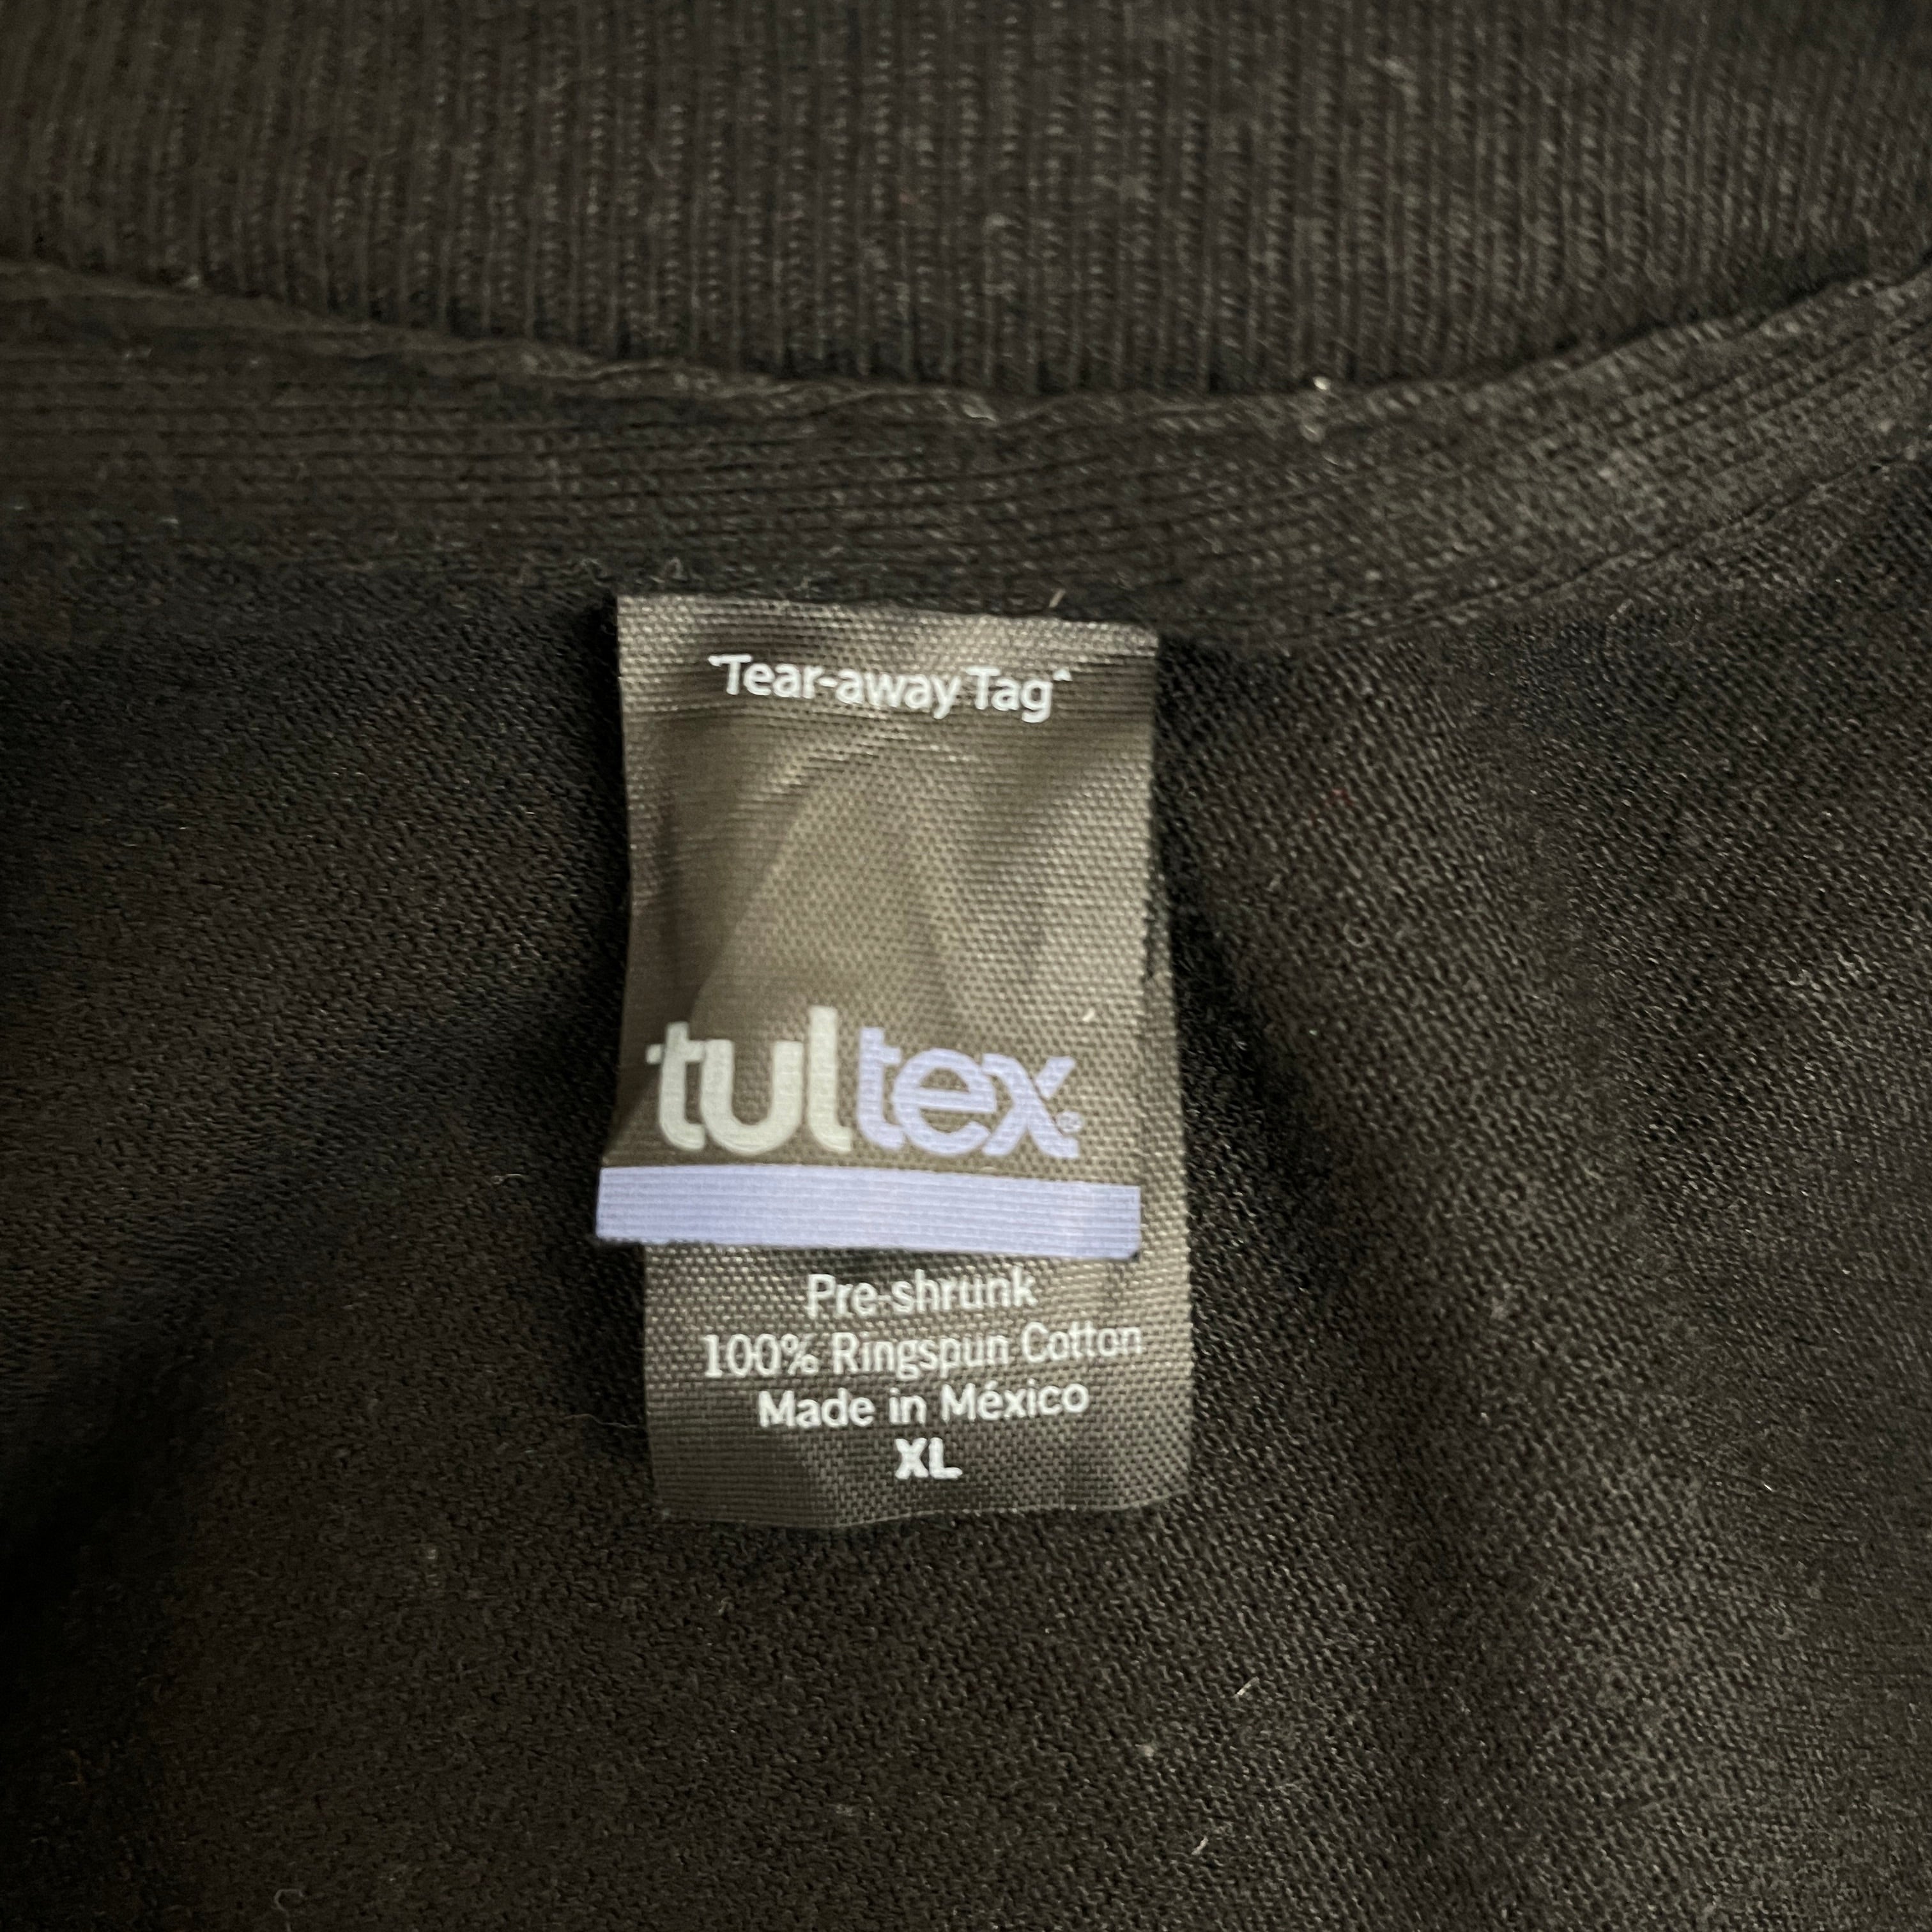 "Tear-away Tag"
tultex®
Pre-shrunk
100% Ringspun Cotton
Made in México
XL